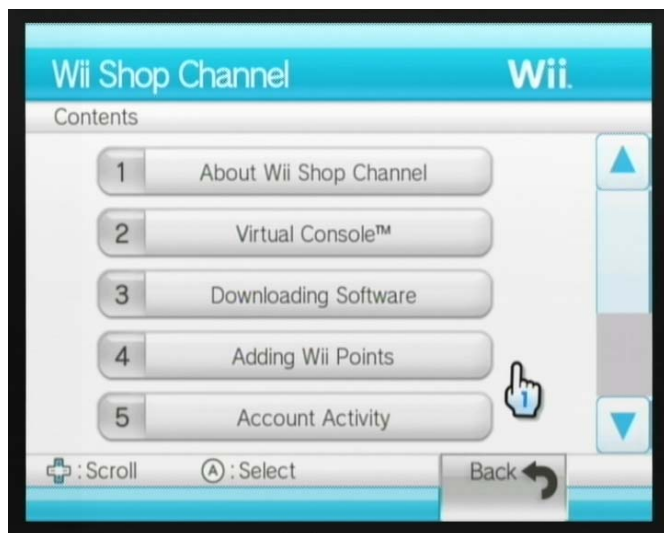 Wii Shop Channel
Wii.
Contents
1 About Wii Shop Channel
2 Virtual Console™
3 Downloading Software
4 Adding Wii Points
1
5 Account Activity
: Scroll
A : Select
Back